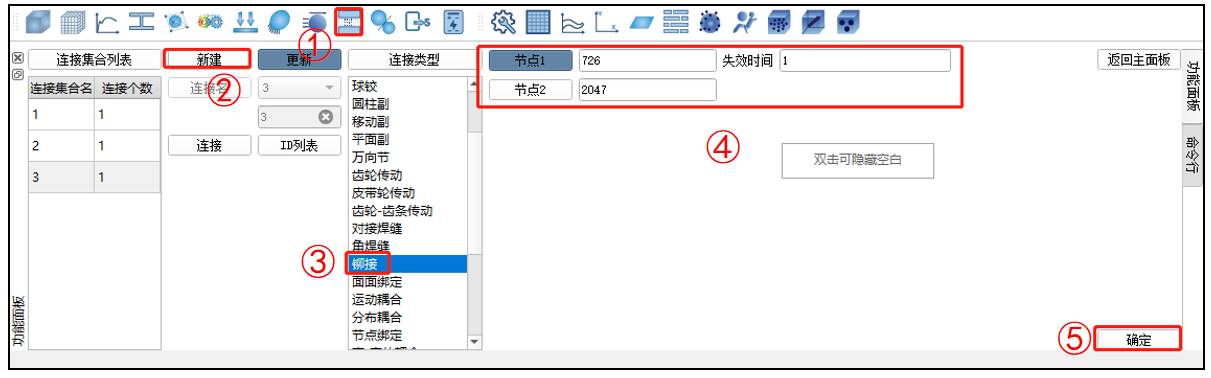 ①
连接集合列表 新建 更新 连接类型 节点1 726 失效时间 1 返回主面板
②
连接集合名 连接个数 连接名 3 节点2 2047
1 1 3
2 1 连接 ID列表
3 1
球铰
圆柱副
移动副
平面副
万向节
齿轮传动
皮带轮传动
齿轮-齿条传动
对接焊缝
角焊缝
③ 铆接
面面绑定
运动耦合
分布耦合
节点绑定
④
双击可隐藏空白
⑤ 确定
功能面板
功能面板
命令行